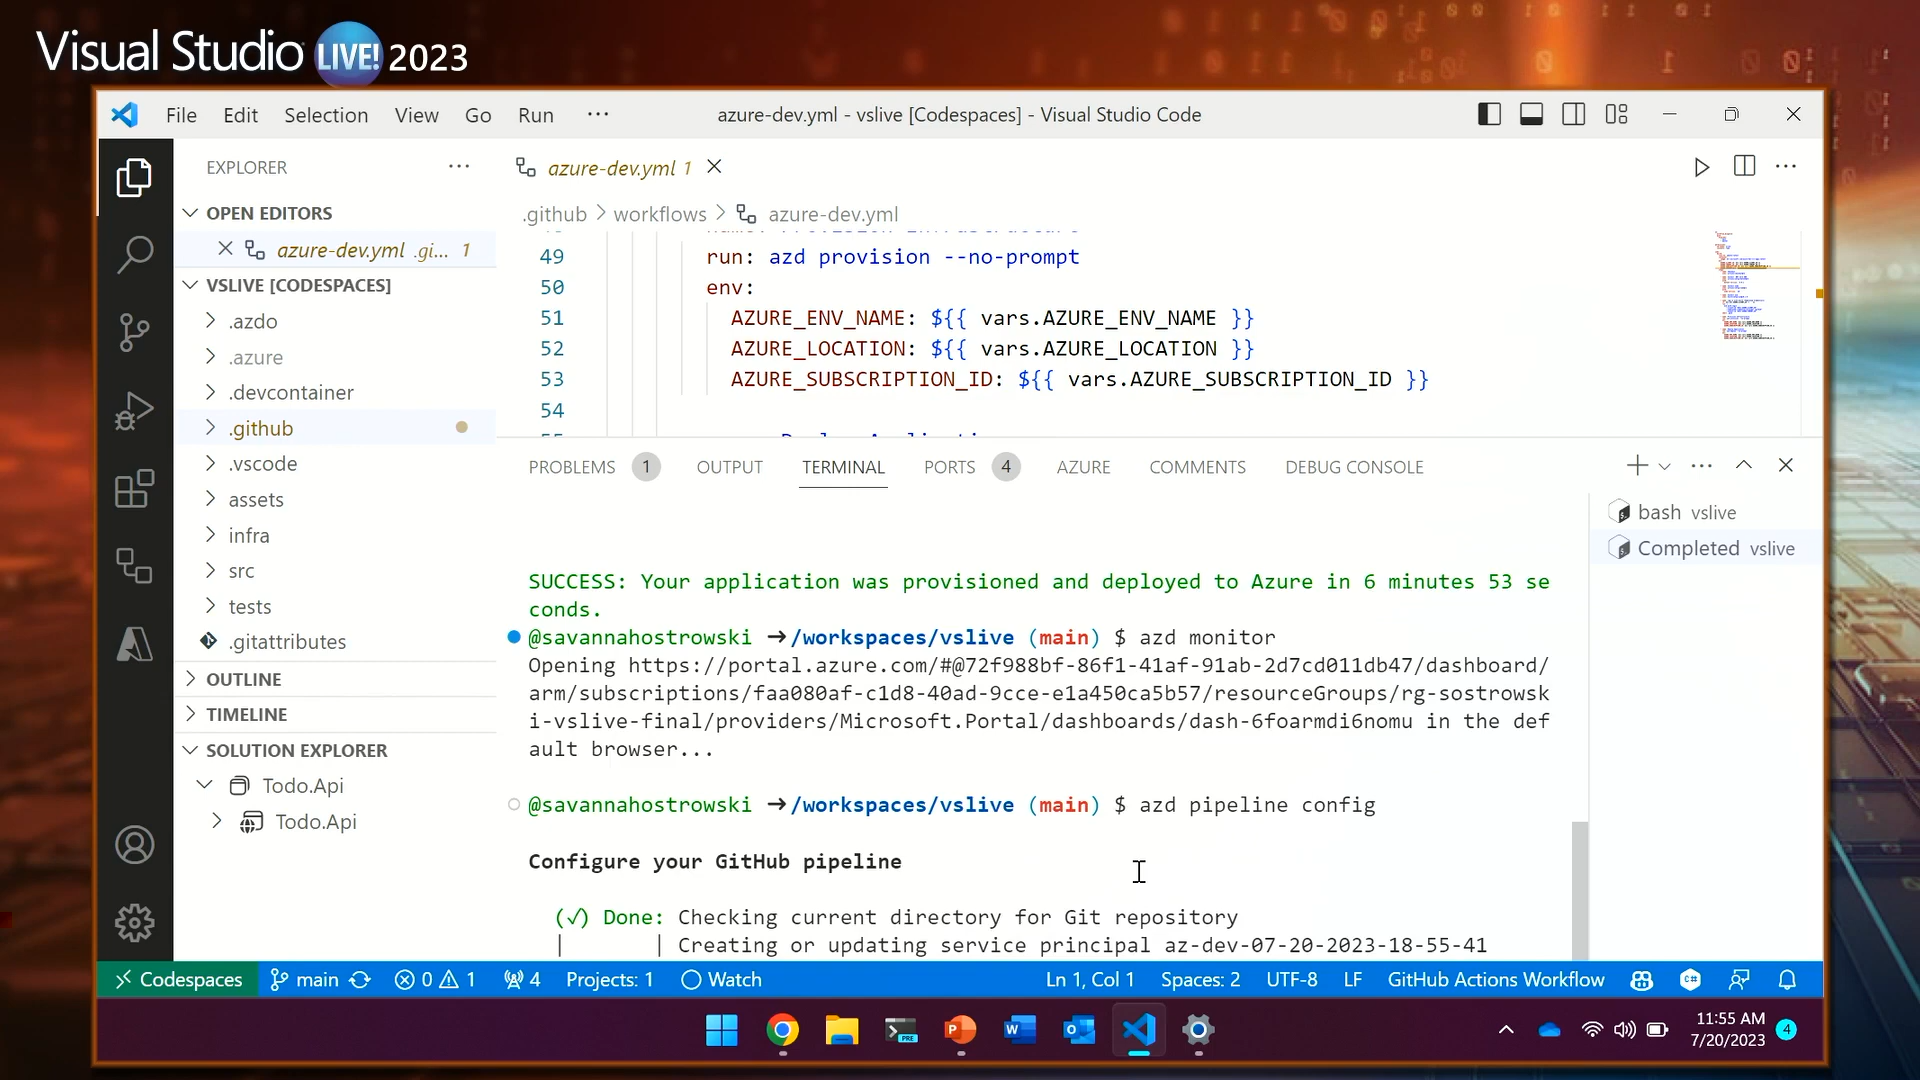 Visual Studio LIVE! 2023
File Edit Selection View Go Run ··· azure-dev.yml - vslive [Codespaces] - Visual Studio Code
EXPLORER ···
azure-dev.yml 1
OPEN EDITORS
azure-dev.yml .gi... 1
.github > workflows > azure-dev.yml
VSLIVE [CODESPACES]
.azdo
.azure
.devcontainer
.github
.vscode
assets
infra
src
tests
.gitattributes
OUTLINE
TIMELINE
SOLUTION EXPLORER
Todo.Api
Todo.Api
49 run: azd provision --no-prompt
50 env:
51 AZURE_ENV_NAME: ${{ vars.AZURE_ENV_NAME }}
52 AZURE_LOCATION: ${{ vars.AZURE_LOCATION }}
53 AZURE_SUBSCRIPTION_ID: ${{ vars.AZURE_SUBSCRIPTION_ID }}
54
PROBLEMS 1 OUTPUT TERMINAL PORTS 4 AZURE COMMENTS DEBUG CONSOLE
bash vslive
Completed vslive
SUCCESS: Your application was provisioned and deployed to Azure in 6 minutes 53 se
conds.
@savannahostrowski ➜/workspaces/vslive (main) $ azd monitor
Opening https://portal.azure.com/#@72f988bf-86f1-41af-91ab-2d7cd011db47/dashboard/
arm/subscriptions/faa080af-c1d8-40ad-9cce-e1a450ca5b57/resourceGroups/rg-sostrowsk
i-vslive-final/providers/Microsoft.Portal/dashboards/dash-6foarmdi6nomu in the def
ault browser...
@savannahostrowski ➜/workspaces/vslive (main) $ azd pipeline config
Configure your GitHub pipeline
(✓) Done: Checking current directory for Git repository
| | Creating or updating service principal az-dev-07-20-2023-18-55-41
Codespaces main 0 1 4 Projects: 1 Watch Ln 1, Col 1 Spaces: 2 UTF-8 LF GitHub Actions Workflow
11:55 AM
7/20/2023 4